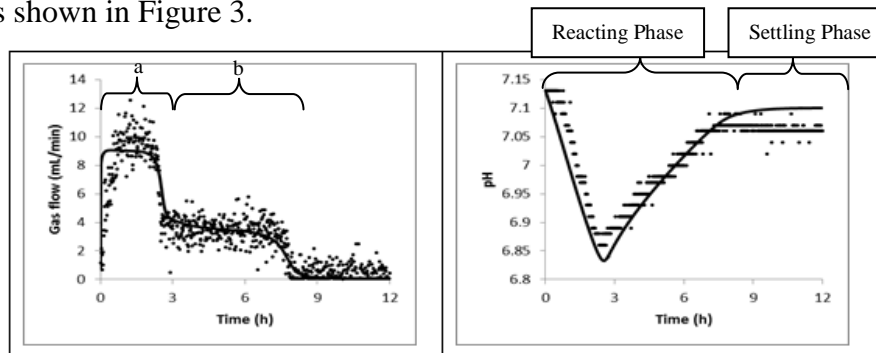 s shown in Figure 3.
Reacting Phase
Settling Phase
a
b
14
12
10
8
6
4
2
0
Gas flow (mL/min)
0 3 6 9 12
Time (h)
7.15
7.1
7.05
7
6.95
6.9
6.85
6.8
pH
0 3 6 9 12
Time (h)